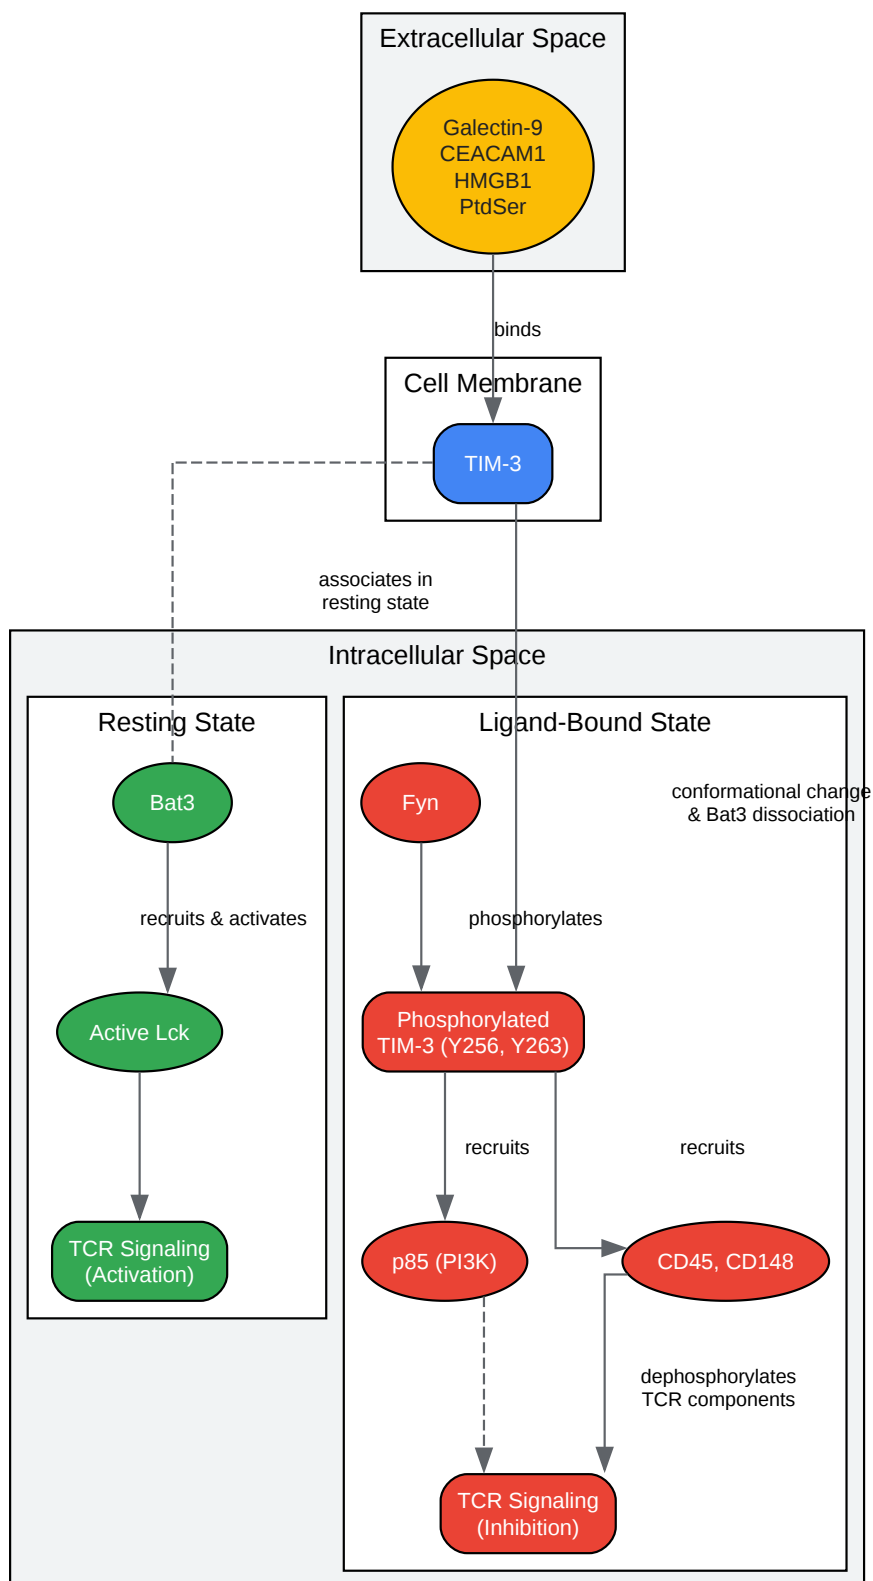 Extracellular Space
Galectin-9
CEACAM1
HMGB1
PtdSer
binds
Cell Membrane
TIM-3
associates in
resting state
Intracellular Space
Resting State
Ligand-Bound State
Bat3
Fyn
conformational change
& Bat3 dissociation
recruits & activates
phosphorylates
Active Lck
Phosphorylated
TIM-3 (Y256, Y263)
recruits
recruits
TCR Signaling
(Activation)
p85 (PI3K)
CD45, CD148
dephosphorylates
TCR components
TCR Signaling
(Inhibition)